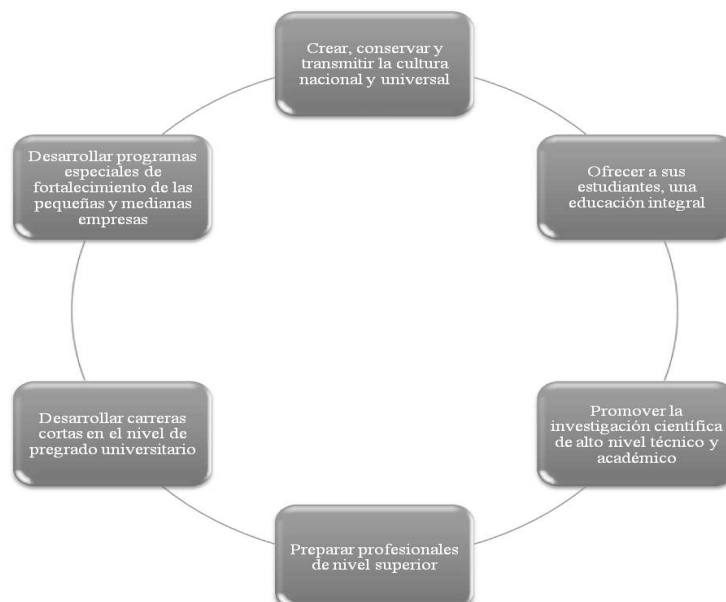 Crear, conservar y
transmitir la cultura
nacional y universal
Ofrecer a sus
estudiantes, una
educación integral
Promover la
investigación científica
de alto nivel técnico y
académico
Preparar profesionales
de nivel superior
Desarrollar carreras
cortas en el nivel de
pregrado universitario
Desarrollar programas
especiales de
fortalecimiento de las
pequeñas y medianas
empresas